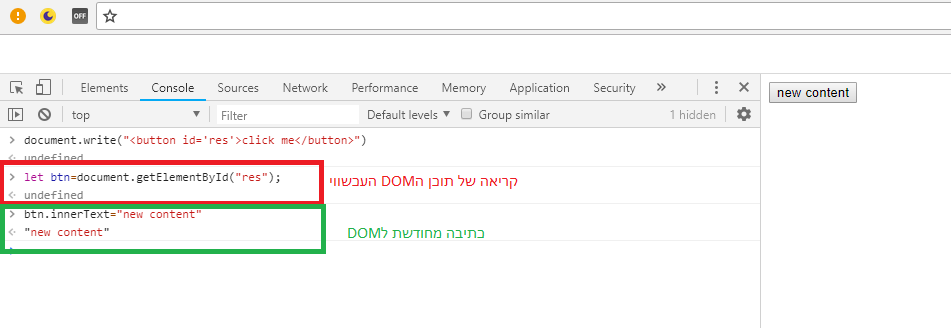 OFF
Elements Console Sources Network Performance Memory Application Security »
top Filter Default levels Group similar 1 hidden
document.write("<button id='res'>click me</button>")
undefined
let btn=document.getElementById("res");
undefined
btn.innerText="new content"
"new content"
קריאה של תוכן הDOM העכשווי
כתיבה מחודשת לDOM
new content